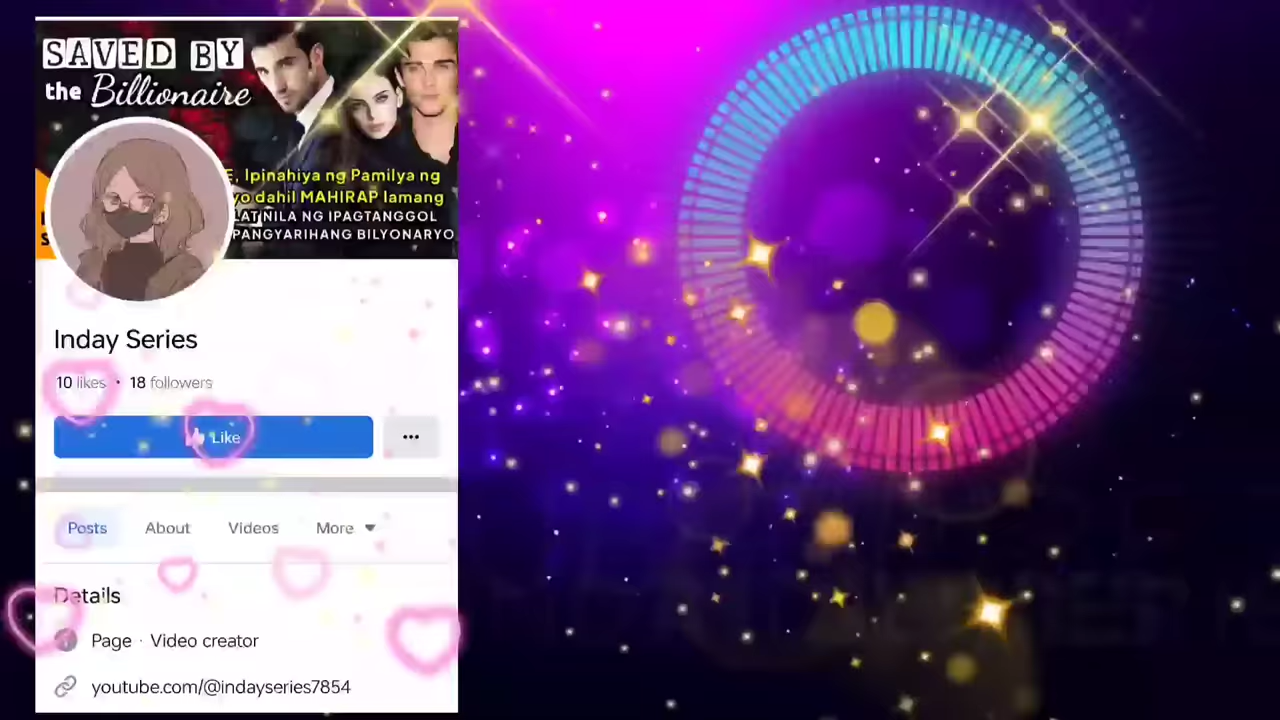 SAVED BY
the Billionaire
E, Ipinahiya ng Pamilya ng
yo dahil MAHIRAP lamang
NILA NG IPAGTANGGOL
PANGYARIHANG BILYONARYO
Inday Series
10 likes • 18 followers
Like
Posts About Videos More
Details
Page · Video creator
youtube.com/@indayseries7854